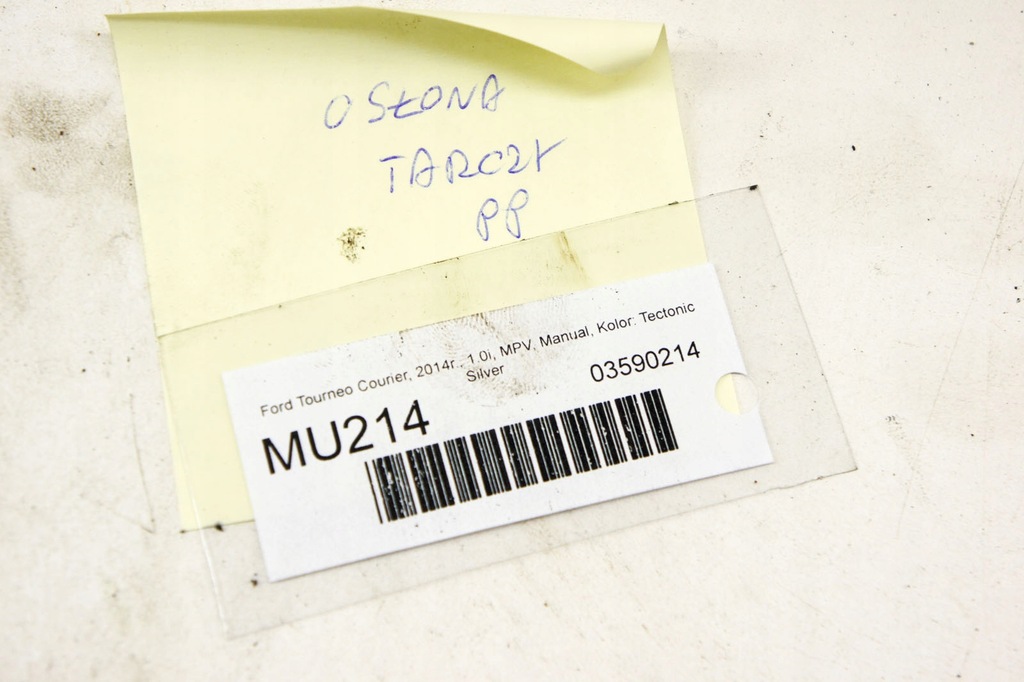 OSŁONA
TARCZY
PP
Ford Tourneo Courier, 2014r., 1.0i, MPV, Manual, Kolor: Tectonic
Silver
03590214
MU214